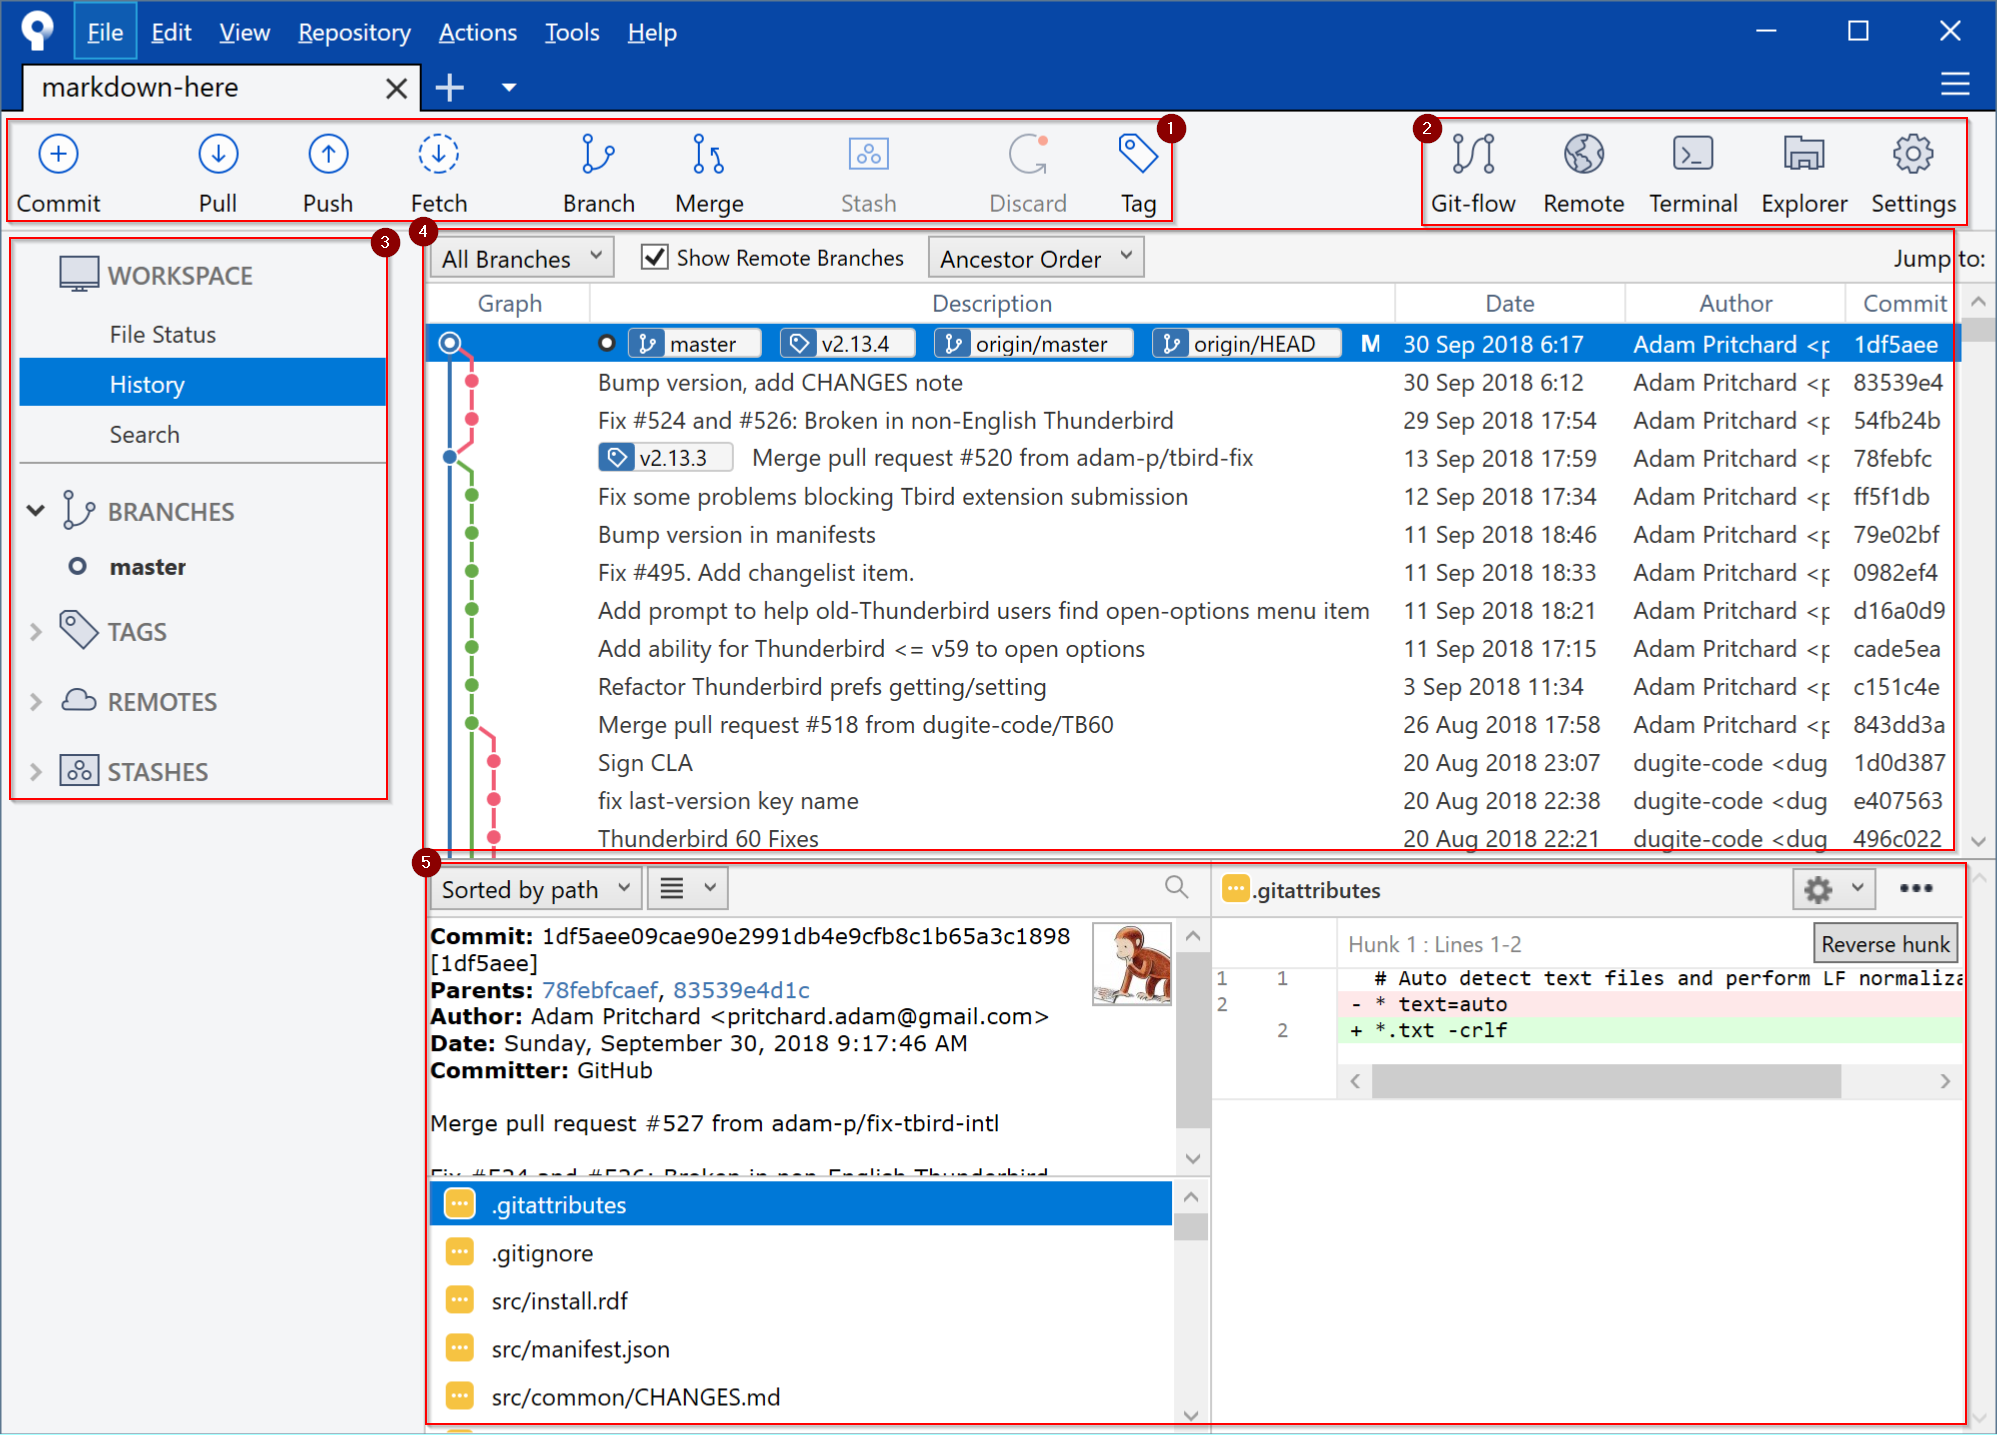 File Edit View Repository Actions Tools Help
markdown-here
1 2
Commit Pull Push Fetch Branch Merge Stash Discard Tag Git-flow Remote Terminal Explorer Settings
3 4
WORKSPACE
File Status
History
Search
BRANCHES
master
TAGS
REMOTES
STASHES
All Branches Show Remote Branches Ancestor Order Jump to:
Graph Description Date Author Commit
master v2.13.4 origin/master origin/HEAD M 30 Sep 2018 6:17 Adam Pritchard <p 1df5aee
Bump version, add CHANGES note 30 Sep 2018 6:12 Adam Pritchard <p 83539e4
Fix #524 and #526: Broken in non-English Thunderbird 29 Sep 2018 17:54 Adam Pritchard <p 54fb24b
v2.13.3 Merge pull request #520 from adam-p/tbird-fix 13 Sep 2018 17:59 Adam Pritchard <p 78febfc
Fix some problems blocking Tbird extension submission 12 Sep 2018 17:34 Adam Pritchard <p ff5f1db
Bump version in manifests 11 Sep 2018 18:46 Adam Pritchard <p 79e02bf
Fix #495. Add changelist item. 11 Sep 2018 18:33 Adam Pritchard <p 0982ef4
Add prompt to help old-Thunderbird users find open-options menu item 11 Sep 2018 18:21 Adam Pritchard <p d16a0d9
Add ability for Thunderbird <= v59 to open options 11 Sep 2018 17:15 Adam Pritchard <p cade5ea
Refactor Thunderbird prefs getting/setting 3 Sep 2018 11:34 Adam Pritchard <p c151c4e
Merge pull request #518 from dugite-code/TB60 26 Aug 2018 17:58 Adam Pritchard <p 843dd3a
Sign CLA 20 Aug 2018 23:07 dugite-code <dug 1d0d387
fix last-version key name 20 Aug 2018 22:38 dugite-code <dug e407563
Thunderbird 60 Fixes 20 Aug 2018 22:21 dugite-code <dug 496c022
5
Sorted by path
Commit: 1df5aee09cae90e2991db4e9cfb8c1b65a3c1898
[1df5aee]
Parents: 78febfcaef, 83539e4d1c
Author: Adam Pritchard <pritchard.adam@gmail.com>
Date: Sunday, September 30, 2018 9:17:46 AM
Committer: GitHub
Merge pull request #527 from adam-p/fix-tbird-intl
Fix #524 and #526: Broken in non-English Thunderbird
.gitattributes
.gitignore
src/install.rdf
src/manifest.json
src/common/CHANGES.md
.gitattributes
Hunk 1 : Lines 1-2 Reverse hunk
1 1 # Auto detect text files and perform LF normaliza
2 - * text=auto
2 + *.txt -crlf